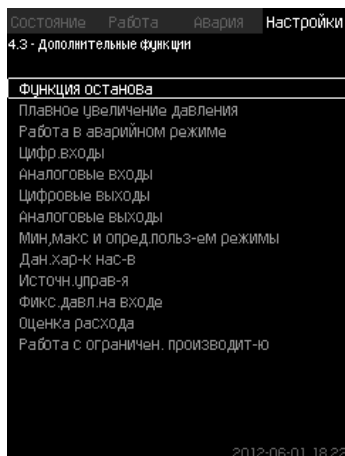 Состояние Работа Авария Настройки
4.3 - Дополнительные функции
Функция останова
Плавное увеличение давления
Работа в аварийном режиме
Цифр.входы
Аналоговые входы
Цифровые выходы
Аналоговые выходы
Мин,макс и опред.польз-ем режимы
Дан.хар-к нас-в
Источн.управ-я
Фикс.давл.на входе
Оценка расхода
Работа с ограничен. производит-ю
2012-06-01 18:22